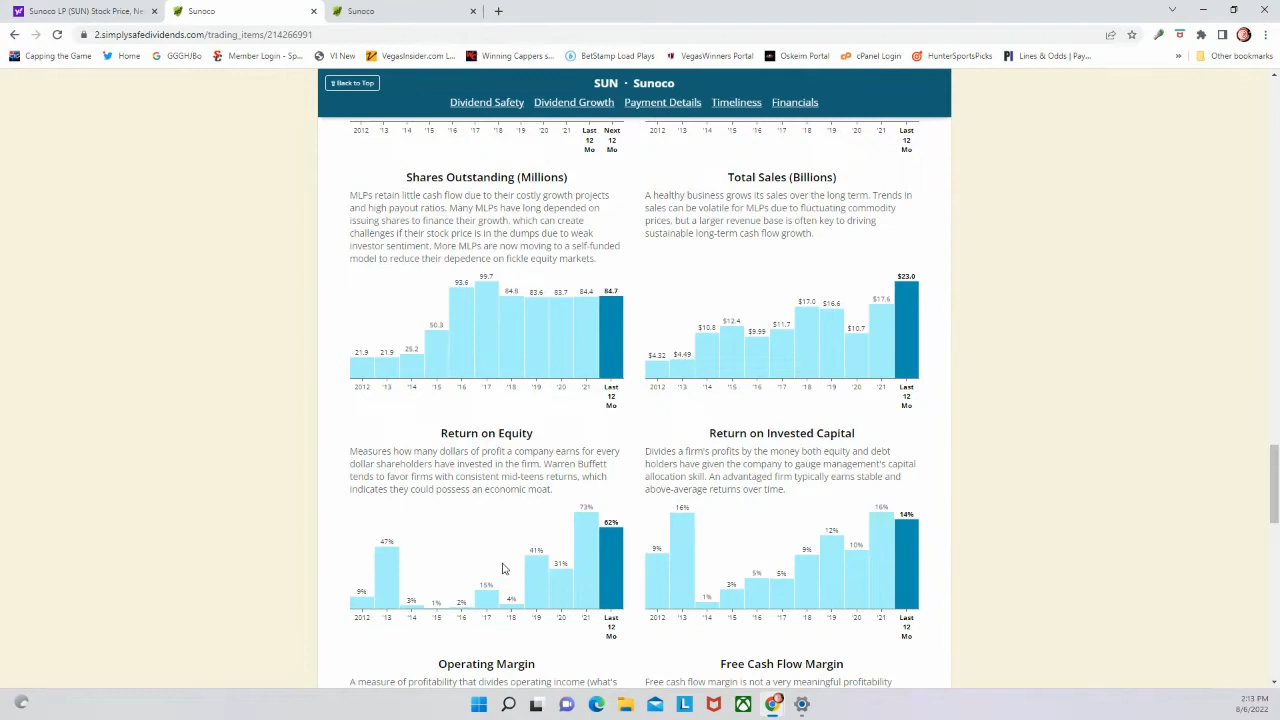 Sunoco LP (SUN) Stock Price, Ne
Sunoco
Sunoco
2.simplysafedividends.com/trading_items/214266991
Capping the Game
Home
GGGH!Bo
Member Login - Sp...
VI New
VegasInsider.com L...
Winning Cappers s...
BetStamp Load Plays
VegasWinners Portal
Oskeim Portal
cPanel Login
HunterSportsPicks
Lines & Odds | Pay...
Other bookmarks
Back to Top
SUN · Sunoco
Dividend Safety Dividend Growth Payment Details Timeliness Financials
2012 '13 '14 '15 '16 '17 '18 '19 '20 '21 Last 12 Mo Next 12 Mo
2012 '13 '14 '15 '16 '17 '18 '19 '20 '21 Last 12 Mo
Shares Outstanding (Millions)
MLPs retain little cash flow due to their costly growth projects
and high payout ratios. Many MLPs have long depended on
issuing shares to finance their growth, which can create
challenges if their stock price is in the dumps due to weak
investor sentiment. More MLPs are now moving to a self-funded
model to reduce their depedence on fickle equity markets.
21.9 21.9 25.2 50.3 93.6 99.7 84.8 83.6 83.7 84.4 84.7
2012 '13 '14 '15 '16 '17 '18 '19 '20 '21 Last 12 Mo
Total Sales (Billions)
A healthy business grows its sales over the long term. Trends in
sales can be volatile for MLPs due to fluctuating commodity
prices, but a larger revenue base is often key to driving
sustainable long-term cash flow growth.
$4.32 $4.49 $10.8 $12.4 $9.99 $11.7 $17.0 $16.6 $10.7 $17.6 $23.0
2012 '13 '14 '15 '16 '17 '18 '19 '20 '21 Last 12 Mo
Return on Equity
Measures how many dollars of profit a company earns for every
dollar shareholders have invested in the firm. Warren Buffett
tends to favor firms with consistent mid-teens returns, which
indicates they could possess an economic moat.
9% 47% 3% 1% 2% 15% 4% 41% 31% 73% 62%
2012 '13 '14 '15 '16 '17 '18 '19 '20 '21 Last 12 Mo
Return on Invested Capital
Divides a firm's profits by the money both equity and debt
holders have given the company to gauge management's capital
allocation skill. An advantaged firm typically earns stable and
above-average returns over time.
9% 16% 1% 3% 5% 5% 9% 12% 10% 16% 14%
2012 '13 '14 '15 '16 '17 '18 '19 '20 '21 Last 12 Mo
Operating Margin
A measure of profitability that divides operating income (what's
Free Cash Flow Margin
Free cash flow margin is not a very meaningful profitability
2:13 PM
8/6/2022